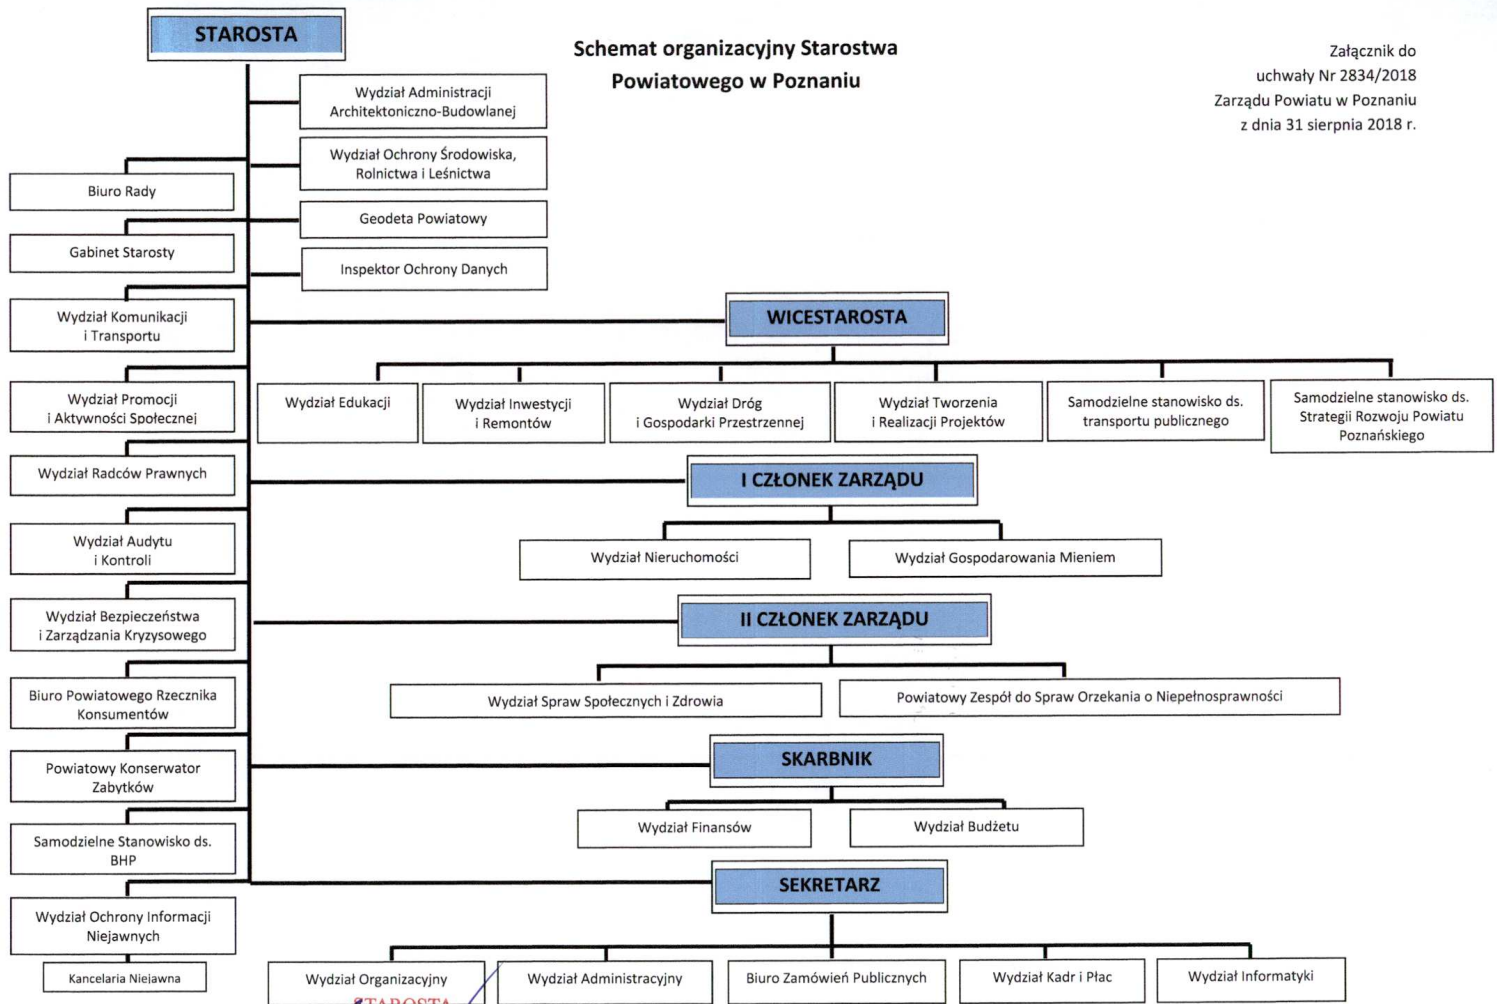 STAROSTA
Schemat organizacyjny Starostwa
Powiatowego w Poznaniu
Załącznik do
uchwały Nr 2834/2018
Zarządu Powiatu w Poznaniu
z dnia 31 sierpnia 2018 r.
Wydział Administracji
Architektoniczno-Budowlanej
Wydział Ochrony Środowiska,
Rolnictwa i Leśnictwa
Geodeta Powiatowy
Inspektor Ochrony Danych
Biuro Rady
Gabinet Starosty
Wydział Komunikacji
i Transportu
Wydział Promocji
i Aktywności Społecznej
Wydział Radców Prawnych
Wydział Audytu
i Kontroli
Wydział Bezpieczeństwa
i Zarządzania Kryzysowego
Biuro Powiatowego Rzecznika
Konsumentów
Powiatowy Konserwator
Zabytków
Samodzielne Stanowisko ds.
BHP
Wydział Ochrony Informacji
Niejawnych
Kancelaria Niejawna
WICESTAROSTA
Wydział Edukacji
Wydział Inwestycji
i Remontów
Wydział Dróg
i Gospodarki Przestrzennej
Wydział Tworzenia
i Realizacji Projektów
Samodzielne stanowisko ds.
transportu publicznego
Samodzielne stanowisko ds.
Strategii Rozwoju Powiatu
Poznańskiego
I CZŁONEK ZARZĄDU
Wydział Nieruchomości
Wydział Gospodarowania Mieniem
II CZŁONEK ZARZĄDU
Wydział Spraw Społecznych i Zdrowia
Powiatowy Zespół do Spraw Orzekania o Niepełnosprawności
SKARBNIK
Wydział Finansów
Wydział Budżetu
SEKRETARZ
Wydział Organizacyjny
Wydział Administracyjny
Biuro Zamówień Publicznych
Wydział Kadr i Płac
Wydział Informatyki
STAROSTA